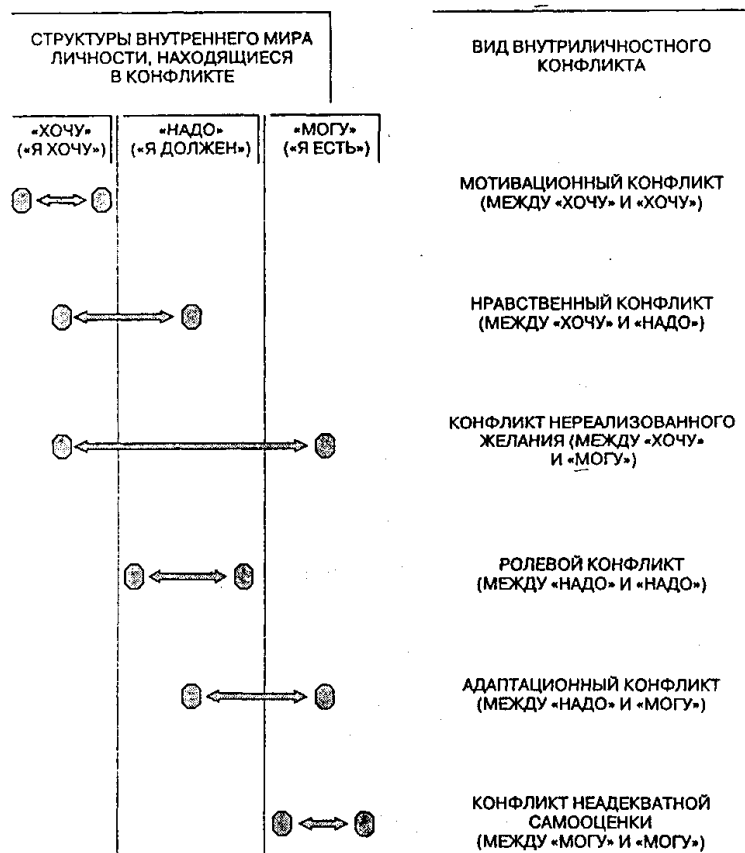 СТРУКТУРЫ ВНУТРЕННЕГО МИРА
ЛИЧНОСТИ, НАХОДЯЩИЕСЯ
В КОНФЛИКТЕ
ВИД ВНУТРИЛИЧНОСТНОГО
КОНФЛИКТА
«ХОЧУ»
(«Я ХОЧУ»)
«НАДО»
(«Я ДОЛЖЕН»)
«МОГУ»
(«Я ЕСТЬ»)
МОТИВАЦИОННЫЙ КОНФЛИКТ
(МЕЖДУ «ХОЧУ» И «ХОЧУ»)
НРАВСТВЕННЫЙ КОНФЛИКТ
(МЕЖДУ «ХОЧУ» И «НАДО»)
КОНФЛИКТ НЕРЕАЛИЗОВАННОГО
ЖЕЛАНИЯ (МЕЖДУ «ХОЧУ»
И «МОГУ»)
РОЛЕВОЙ КОНФЛИКТ
(МЕЖДУ «НАДО» И «НАДО»)
АДАПТАЦИОННЫЙ КОНФЛИКТ
(МЕЖДУ «НАДО» И «МОГУ»)
КОНФЛИКТ НЕАДЕКВАТНОЙ
САМООЦЕНКИ
(МЕЖДУ «МОГУ» И «МОГУ»)